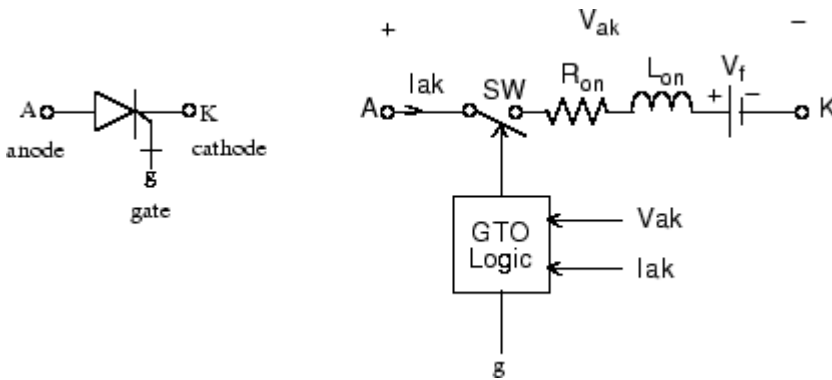 A
K
anode
cathode
g
gate
+ Vak −
Iak
SW
Ron
Lon
Vf
+ −
A
K
GTO
Logic
Vak
Iak
g